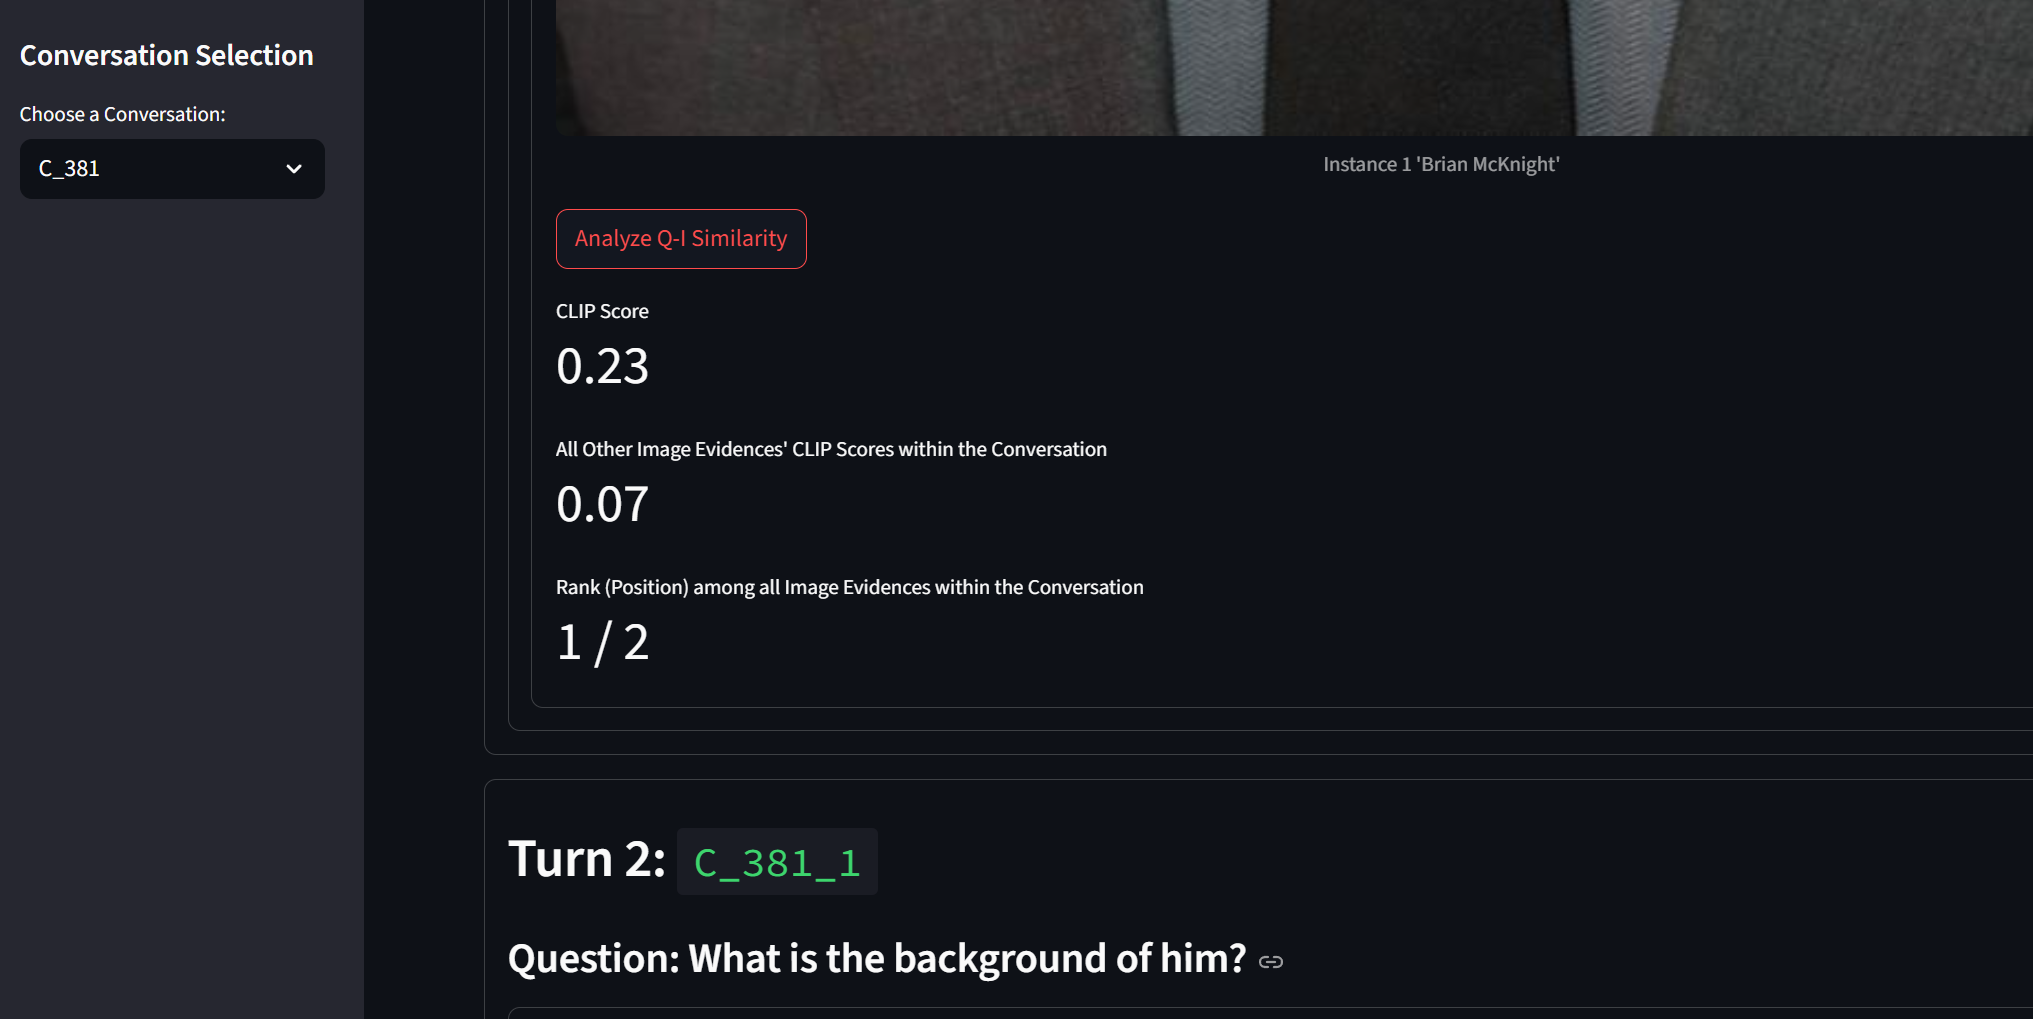 Conversation Selection
Choose a Conversation:
C_381
Instance 1 'Brian McKnight'
Analyze Q-I Similarity
CLIP Score
0.23
All Other Image Evidences' CLIP Scores within the Conversation
0.07
Rank (Position) among all Image Evidences within the Conversation
1 / 2
Turn 2: C_381_1
Question: What is the background of him?